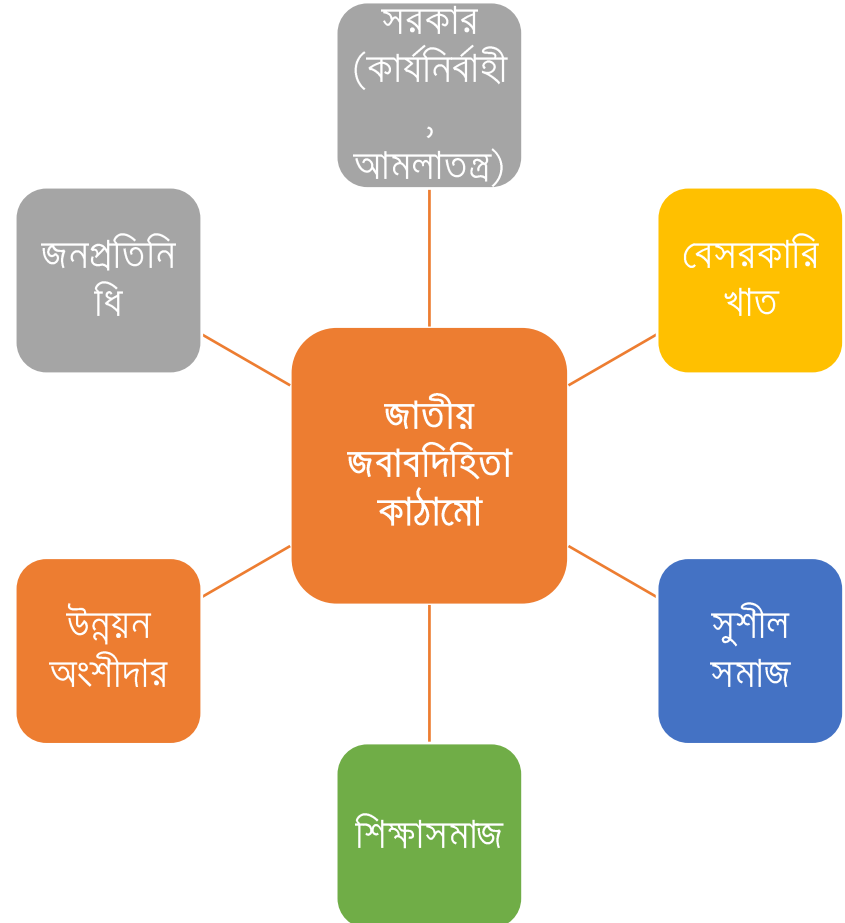 সরকার
(কার্যনির্বাহী
,
আমলাতন্ত্র)
জনপ্রতিনি
ধি
বেসরকারি
খাত
জাতীয়
জবাবদিহিতা
কাঠামো
উন্নয়ন
অংশীদার
সুশীল
সমাজ
শিক্ষাসমাজ